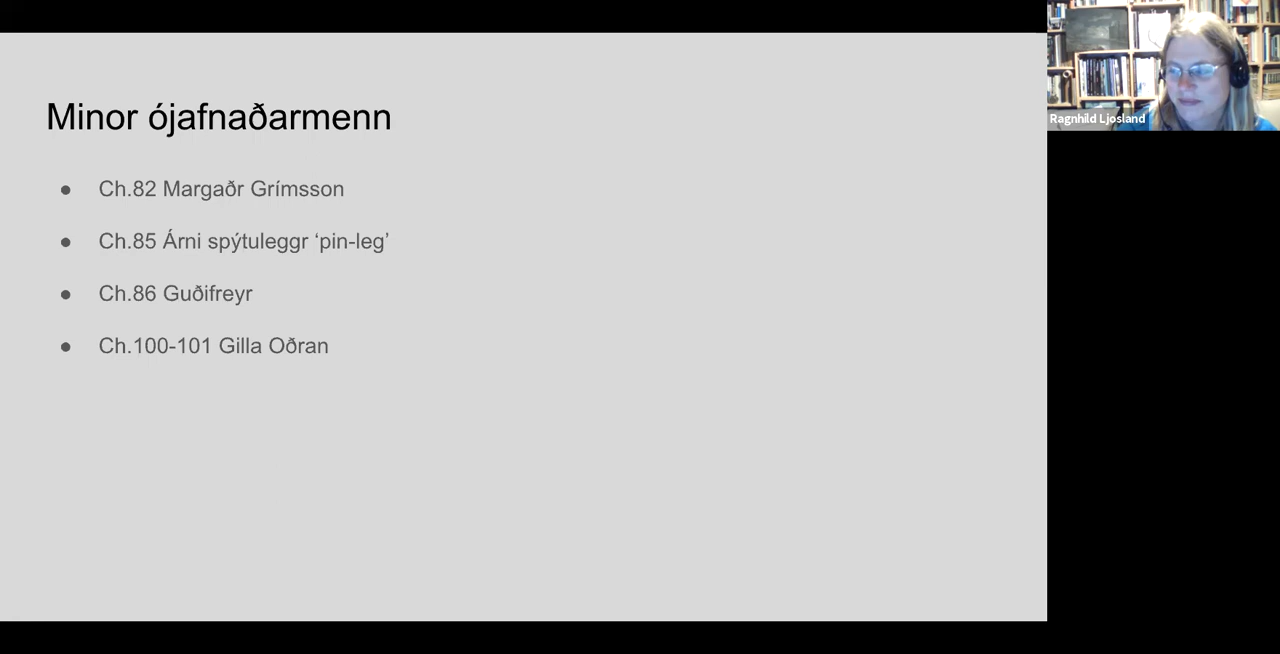 Minor ójafnaðarmenn
● Ch.82 Margaðr Grímsson
● Ch.85 Árni spýtuleggr ‘pin-leg’
● Ch.86 Guðifreyr
● Ch.100-101 Gilla Oðran
Ragnhild Ljosland